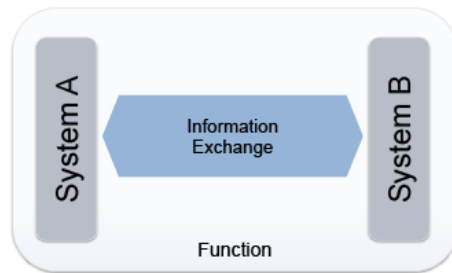 System A
Information
Exchange
System B
Function